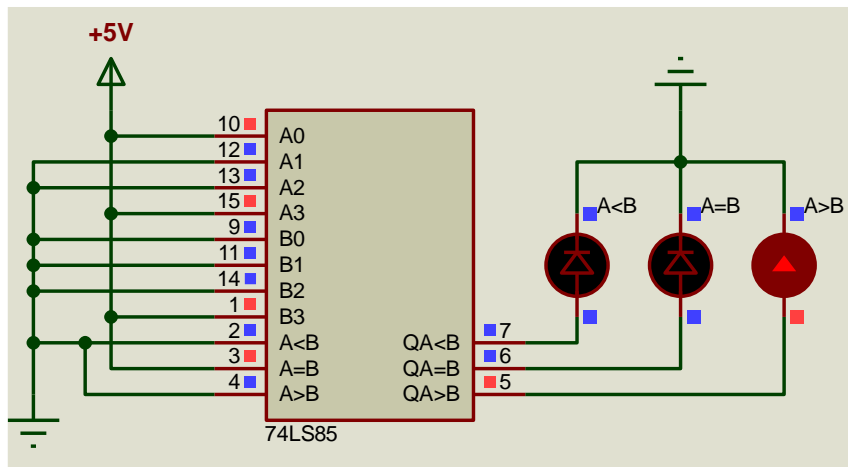 +5V
10 A0
12 A1
13 A2
15 A3
9 B0
11 B1
14 B2
1 B3
2 A<B QA<B 7
3 A=B QA=B 6
4 A>B QA>B 5
74LS85
A<B A=B A>B